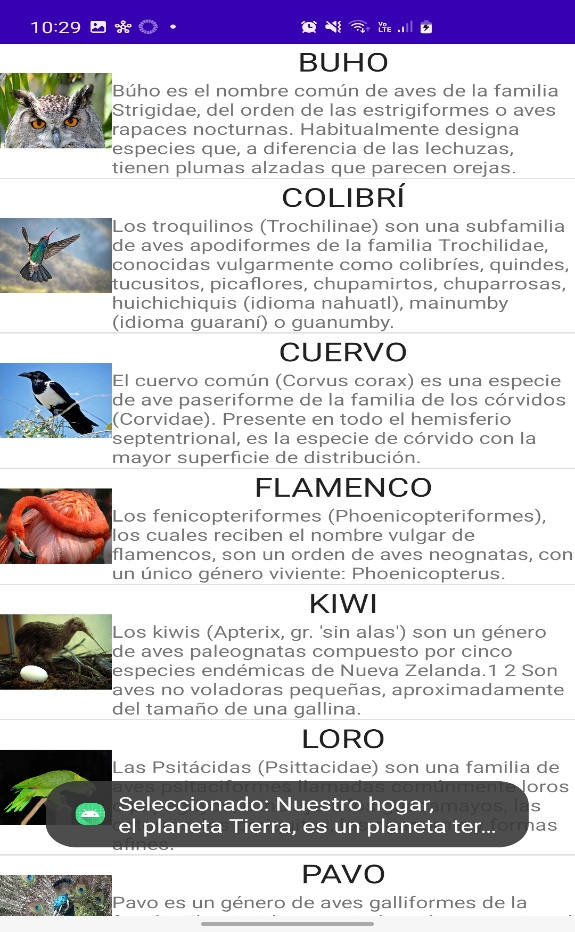 10:29 Vo LTE
BUHO
Búho es el nombre común de aves de la familia
Strigidae, del orden de las estrigiformes o aves
rapaces nocturnas. Habitualmente designa
especies que, a diferencia de las lechuzas,
tienen plumas alzadas que parecen orejas.
COLIBRÍ
Los troquilinos (Trochilinae) son una subfamilia
de aves apodiformes de la familia Trochilidae,
conocidas vulgarmente como colibríes, quindes,
tucusitos, picaflores, chupamirtos, chuparrosas,
huichichiquis (idioma nahuatl), mainumby
(idioma guaraní) o guanumby.
CUERVO
El cuervo común (Corvus corax) es una especie
de ave paseriforme de la familia de los córvidos
(Corvidae). Presente en todo el hemisferio
septentrional, es la especie de córvido con la
mayor superficie de distribución.
FLAMENCO
Los fenicopteriformes (Phoenicopteriformes),
los cuales reciben el nombre vulgar de
flamencos, son un orden de aves neognatas, con
un único género viviente: Phoenicopterus.
KIWI
Los kiwis (Apterix, gr. 'sin alas') son un género
de aves paleognatas compuesto por cinco
especies endémicas de Nueva Zelanda.1 2 Son
aves no voladoras pequeñas, aproximadamente
del tamaño de una gallina.
LORO
Las Psitácidas (Psittacidae) son una familia de
aves psitaciformes llamadas comúnmente loros
las
formas
afines.
Seleccionado: Nuestro hogar,
el planeta Tierra, es un planeta ter...
PAVO
Pavo es un género de aves galliformes de la